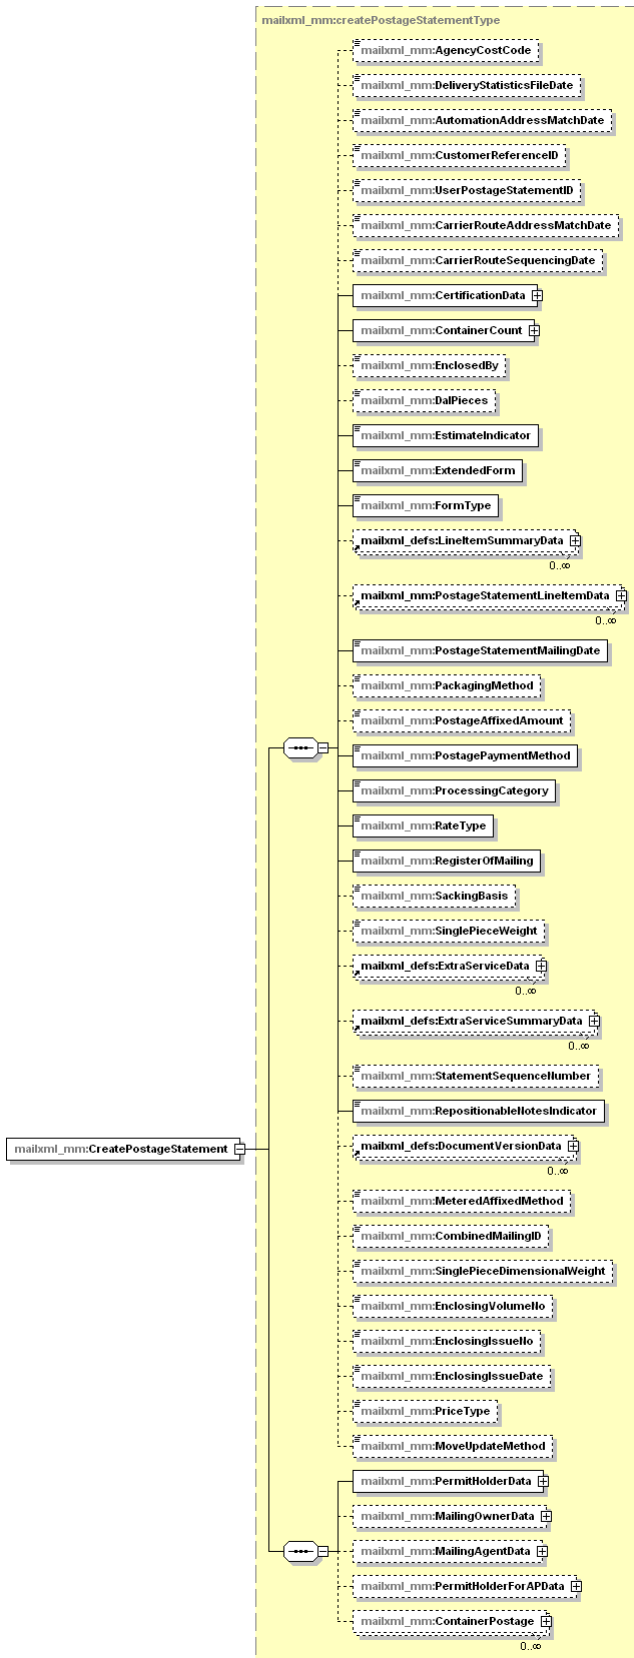 mailxml_mm:createPostageStatementType
mailxml_mm:AgencyCostCode
mailxml_mm:DeliveryStatisticsFileDate
mailxml_mm:AutomationAddressMatchDate
mailxml_mm:CustomerReferenceID
mailxml_mm:UserPostageStatementID
mailxml_mm:CarrierRouteAddressMatchDate
mailxml_mm:CarrierRouteSequencingDate
mailxml_mm:CertificationData
mailxml_mm:ContainerCount
mailxml_mm:EnclosedBy
mailxml_mm:DalPieces
mailxml_mm:EstimateIndicator
mailxml_mm:ExtendedForm
mailxml_mm:FormType
mailxml_defs:LineItemSummaryData
0..∞
mailxml_mm:PostageStatementLineItemData
0..∞
mailxml_mm:PostageStatementMailingDate
mailxml_mm:PackagingMethod
mailxml_mm:PostageAffixedAmount
mailxml_mm:PostagePaymentMethod
mailxml_mm:ProcessingCategory
mailxml_mm:RateType
mailxml_mm:RegisterOfMailing
mailxml_mm:SackingBasis
mailxml_mm:SinglePieceWeight
mailxml_defs:ExtraServiceData
0..∞
mailxml_defs:ExtraServiceSummaryData
0..∞
mailxml_mm:StatementSequenceNumber
mailxml_mm:RepositionableNotesIndicator
mailxml_mm:CreatePostageStatement
mailxml_defs:DocumentVersionData
0..∞
mailxml_mm:MeteredAffixedMethod
mailxml_mm:CombinedMailingID
mailxml_mm:SinglePieceDimensionalWeight
mailxml_mm:EnclosingVolumeNo
mailxml_mm:EnclosingIssueNo
mailxml_mm:EnclosingIssueDate
mailxml_mm:PriceType
mailxml_mm:MoveUpdateMethod
mailxml_mm:PermitHolderData
mailxml_mm:MailingOwnerData
mailxml_mm:MailingAgentData
mailxml_mm:PermitHolderForAPData
mailxml_mm:ContainerPostage
0..∞